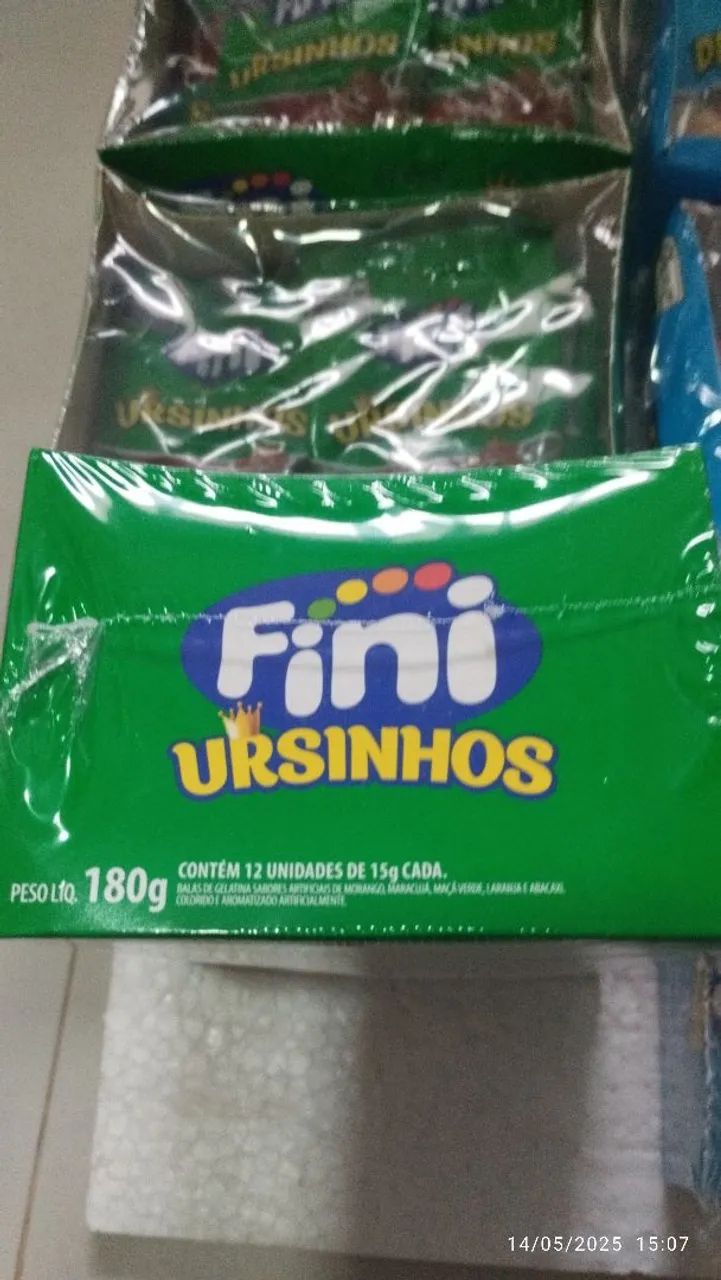 URSINHOS
Fini
URSINHOS
URSINHOS
Fini
URSINHOS
CONTÉM 12 UNIDADES DE 15g CADA.
PESO LÍQ. 180g
BALAS DE GELATINA SABORES ARTIFICIAIS DE MORANGO, MARACUJÁ, MAÇÃ VERDE, LARANJA E ABACAXI.
COLORIDO E AROMATIZADO ARTIFICIALMENTE.
14/05/2025 15:07